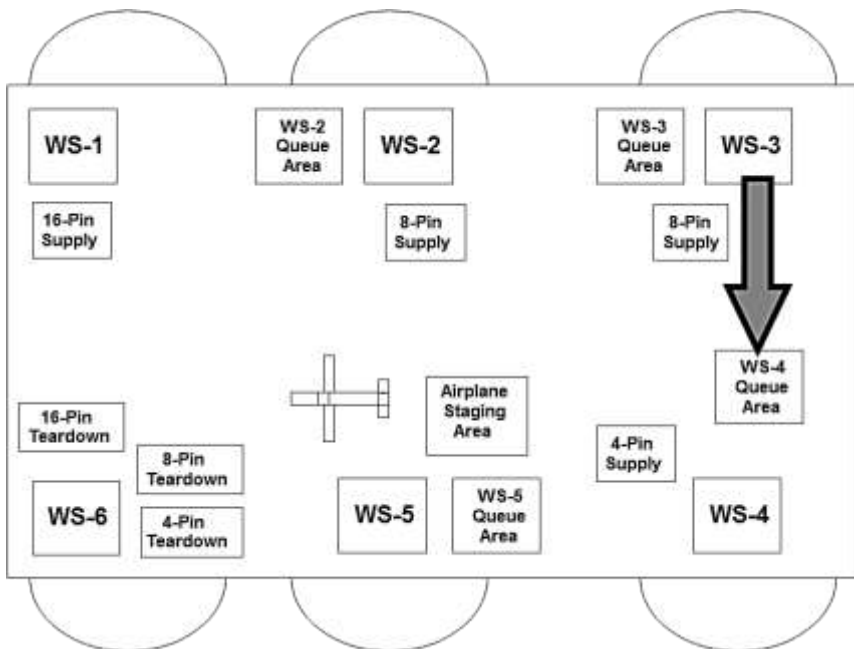 WS-1
WS-2
Queue
Area
WS-2
WS-3
Queue
Area
WS-3
16-Pin
Supply
8-Pin
Supply
8-Pin
Supply
WS-4
Queue
Area
Airplane
Staging
Area
16-Pin
Teardown
8-Pin
Teardown
4-Pin
Supply
WS-6
4-Pin
Teardown
WS-5
WS-5
Queue
Area
WS-4